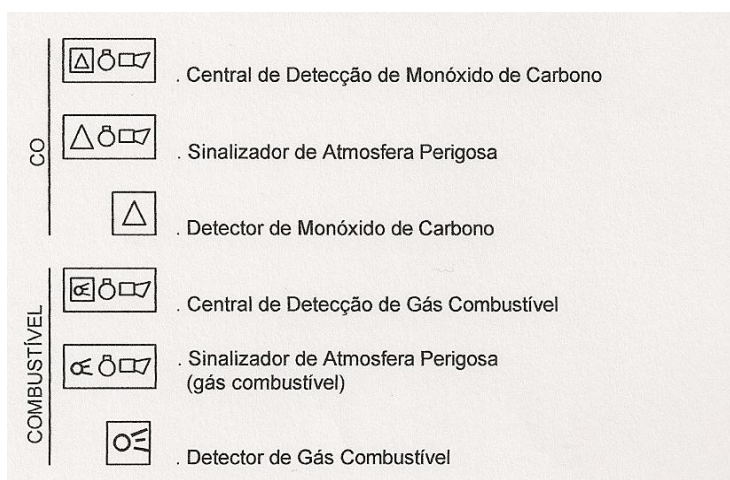 CO
. Central de Detecção de Monóxido de Carbono
. Sinalizador de Atmosfera Perigosa
. Detector de Monóxido de Carbono
COMBUSTÍVEL
. Central de Detecção de Gás Combustível
. Sinalizador de Atmosfera Perigosa
(gás combustível)
. Detector de Gás Combustível